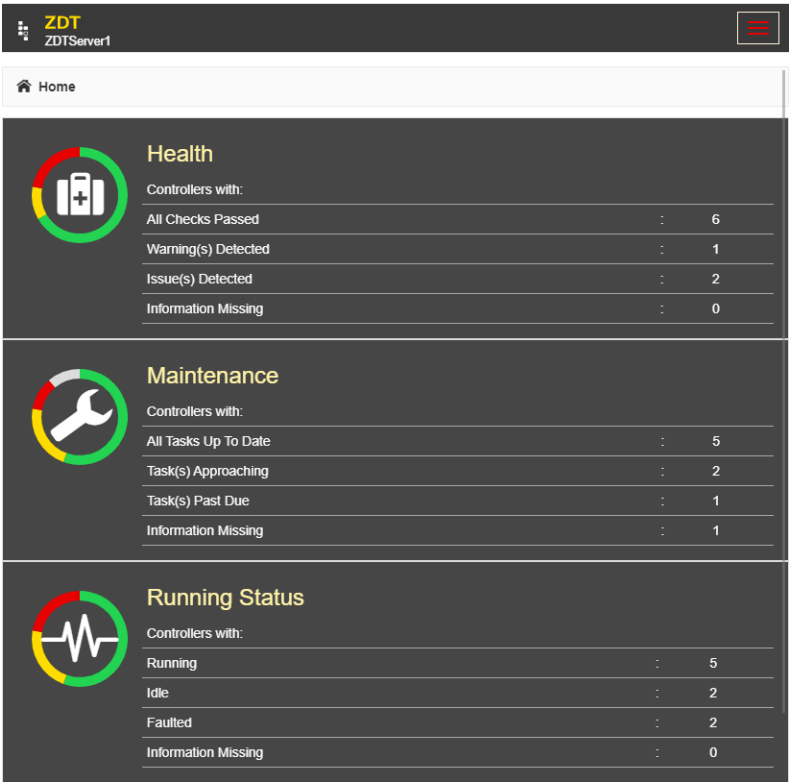 ZDT
ZDTServer1
Home
Health
Controllers with:
All Checks Passed : 6
Warning(s) Detected : 1
Issue(s) Detected : 2
Information Missing : 0
Maintenance
Controllers with:
All Tasks Up To Date : 5
Task(s) Approaching : 2
Task(s) Past Due : 1
Information Missing : 1
Running Status
Controllers with:
Running : 5
Idle : 2
Faulted : 2
Information Missing : 0